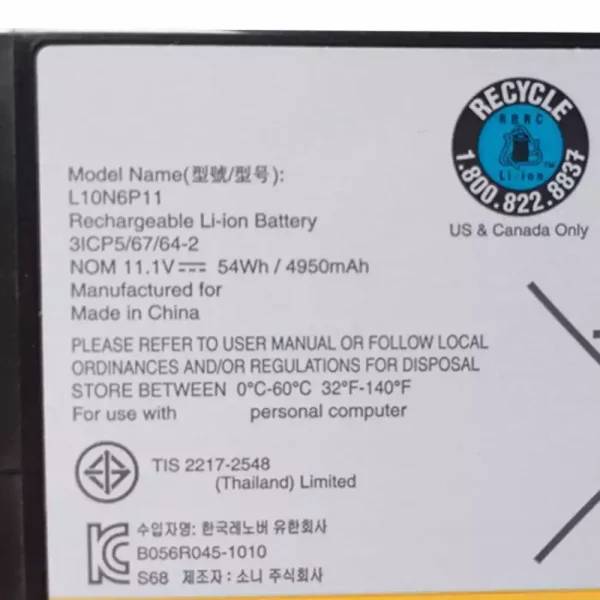 RECYCLE
RBRC
Li-ion
1.800.822.8837
US & Canada Only
Model Name(型號/型号):
L10N6P11
Rechargeable Li-ion Battery
3ICP5/67/64-2
NOM 11.1V⎓ 54Wh / 4950mAh
Manufactured for
Made in China
PLEASE REFER TO USER MANUAL OR FOLLOW LOCAL
ORDINANCES AND/OR REGULATIONS FOR DISPOSAL
STORE BETWEEN 0°C-60°C 32°F-140°F
For use with personal computer
TIS 2217-2548
(Thailand) Limited
수입자명: 한국레노버 유한회사
B056R045-1010
S68 제조자 : 소니 주식회사